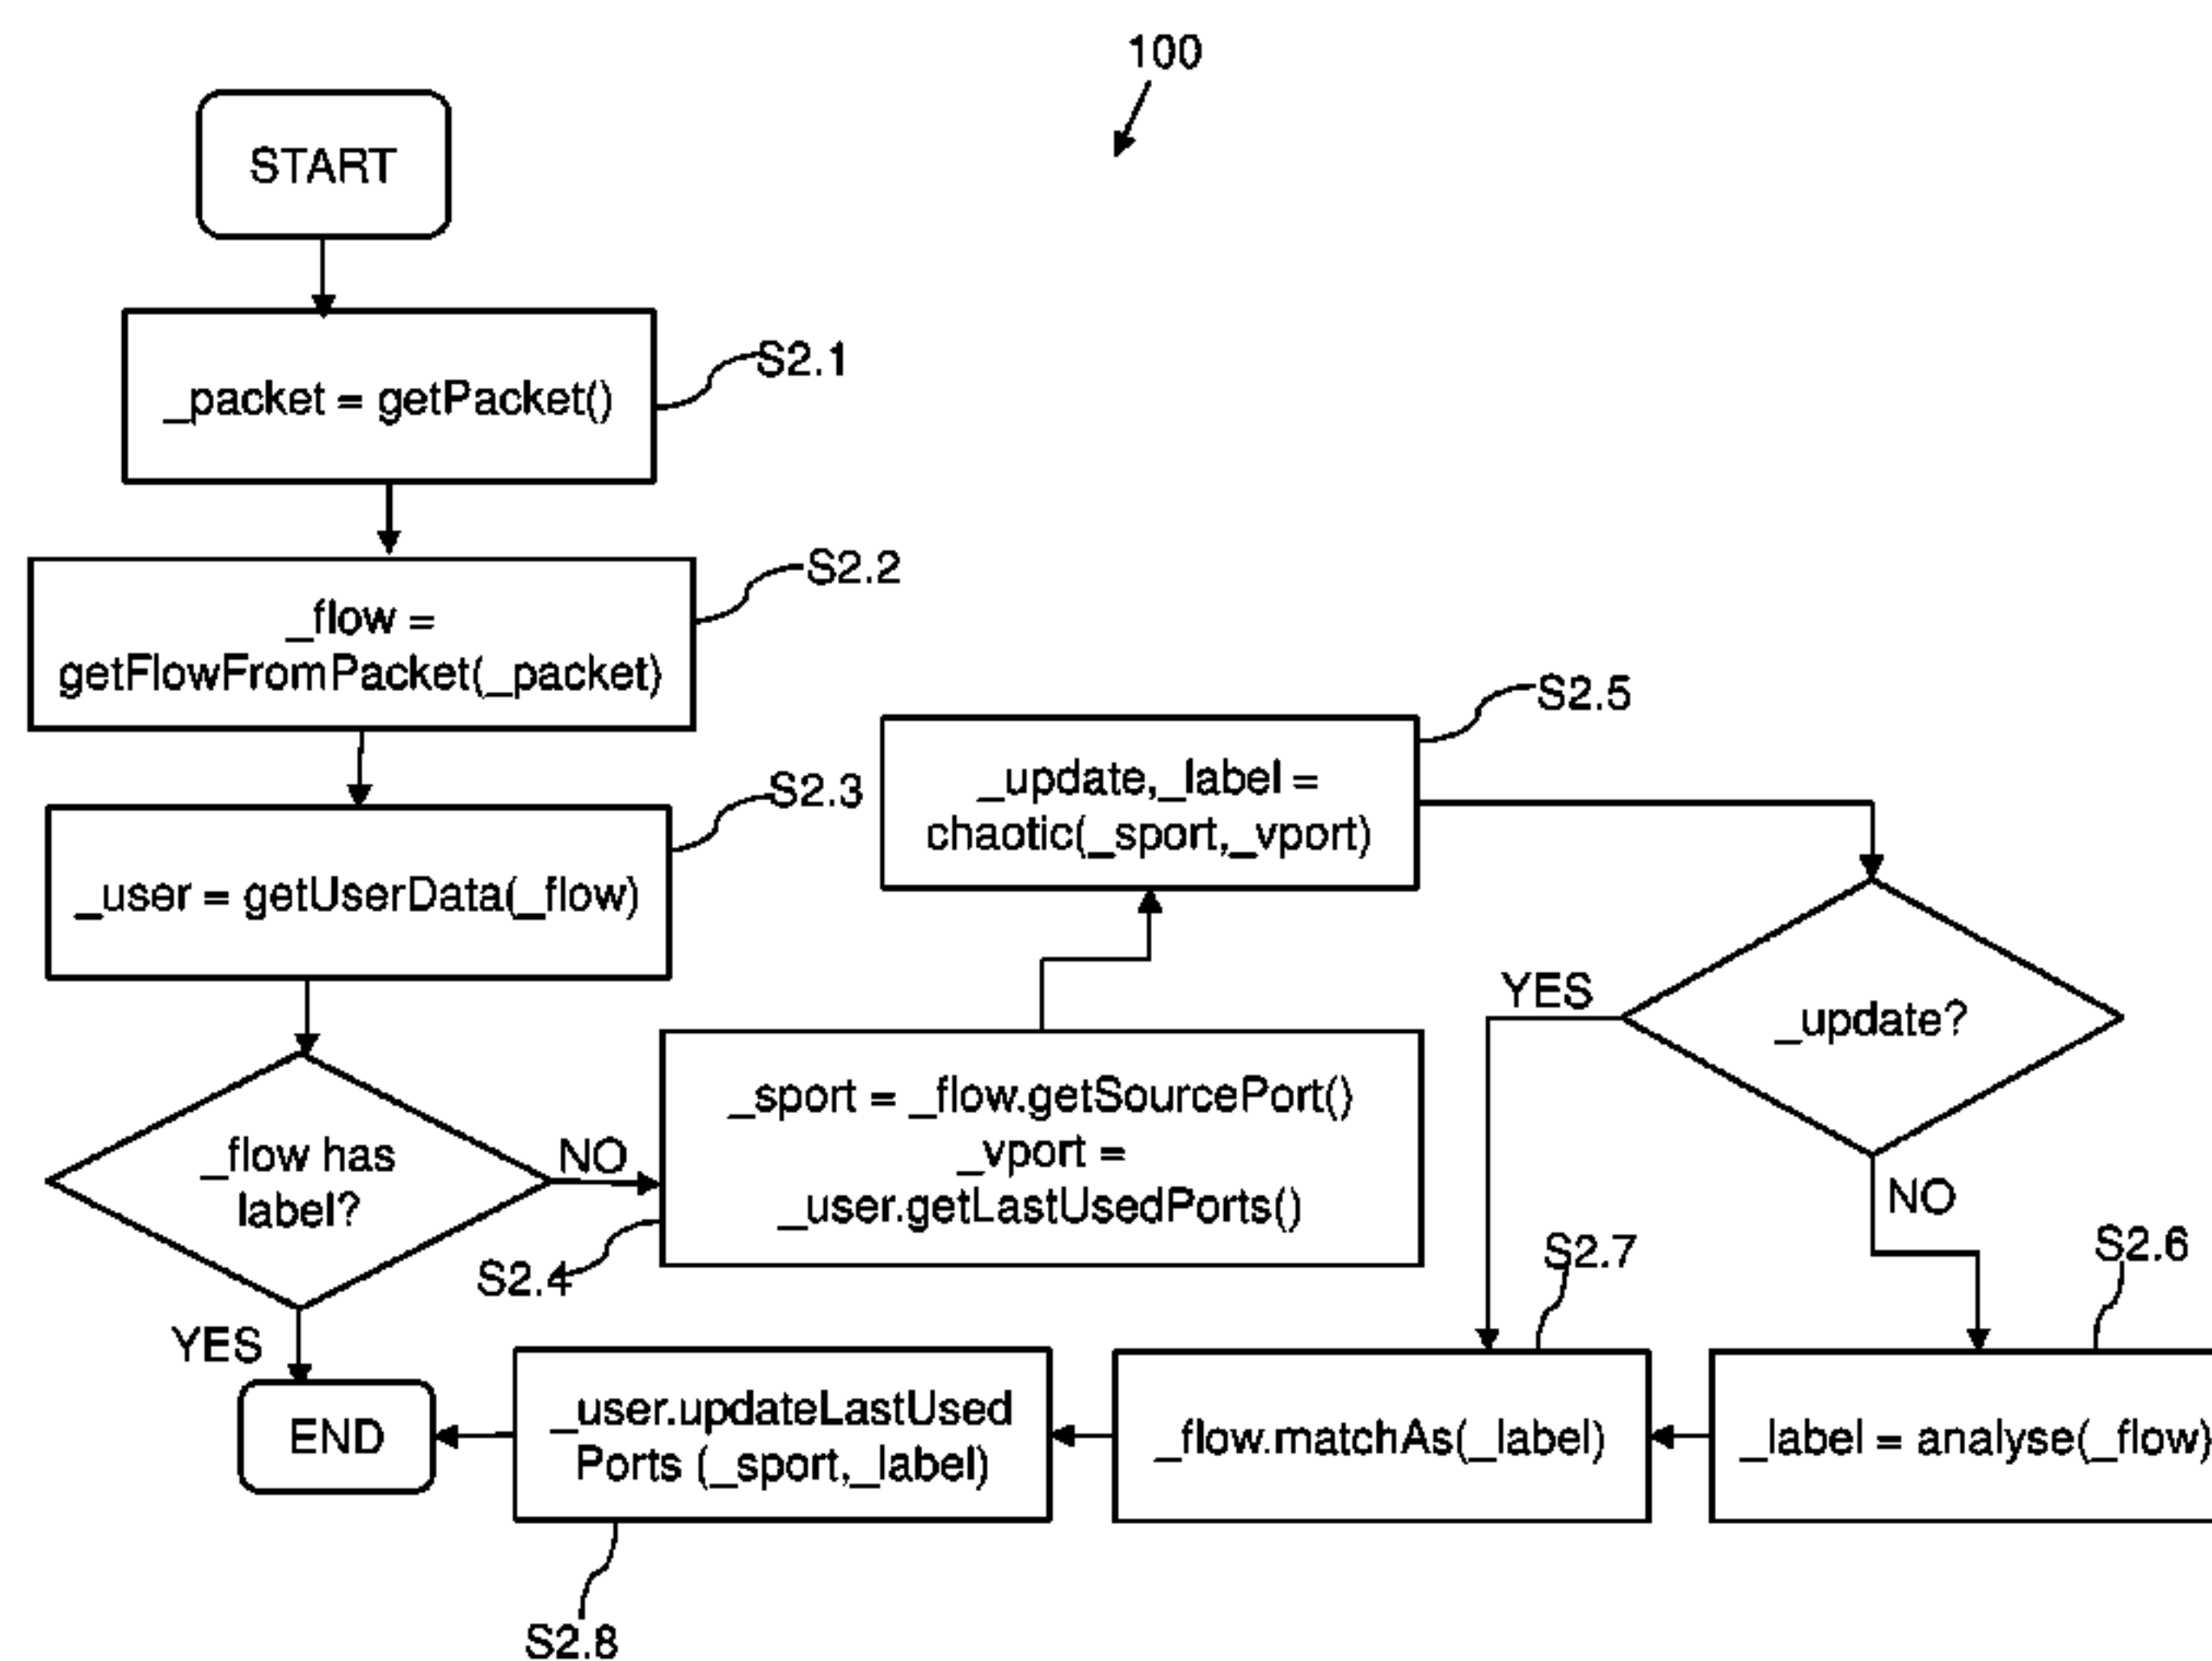 100
START
_packet = getPacket()
S2.1
_flow =
getFlowFromPacket(_packet)
S2.2
_user = getUserData(_flow)
S2.3
_flow has
label?
NO
YES
_sport = _flow.getSourcePort()
_vport =
_user.getLastUsedPorts()
S2.4
_update,_label =
chaotic(_sport,_vport)
S2.5
_update?
YES
NO
_label = analyse(_flow)
S2.6
_flow.matchAs(_label)
S2.7
_user.updateLastUsed
Ports (_sport,_label)
S2.8
END